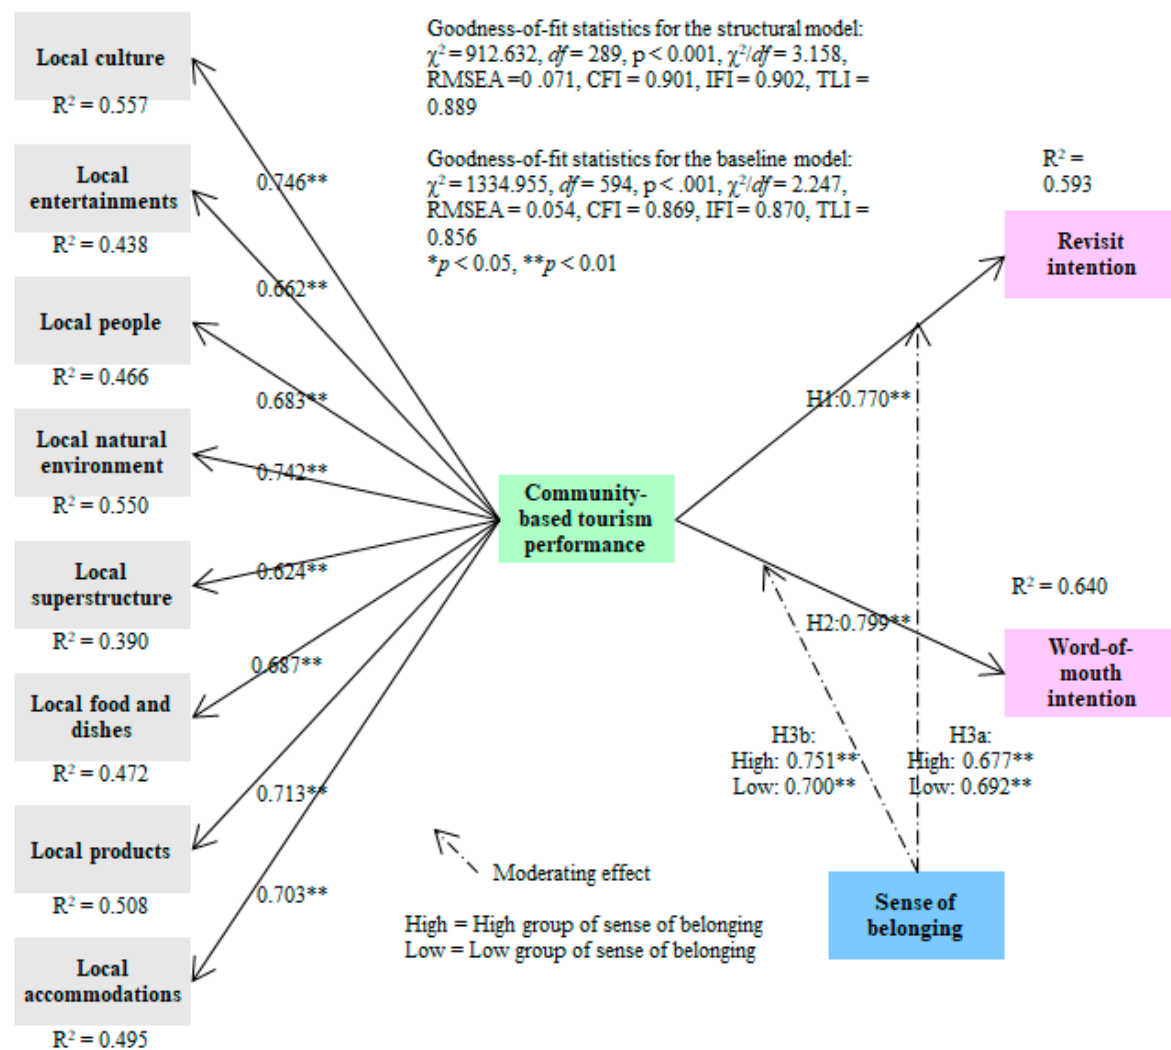 Local culture
R² = 0.557
Local
entertainments
R² = 0.438
Local people
R² = 0.466
Local natural
environment
R² = 0.550
Local
superstructure
R² = 0.390
Local food and
dishes
R² = 0.472
Local products
R² = 0.508
Local
accommodations
R² = 0.495
0.746**
0.662**
0.683**
0.742**
0.624**
0.687**
0.713**
0.703**
Goodness-of-fit statistics for the structural model:
χ² = 912.632, df = 289, p < 0.001, χ²/df = 3.158,
RMSEA =0 .071, CFI = 0.901, IFI = 0.902, TLI =
0.889
Goodness-of-fit statistics for the baseline model:
χ² = 1334.955, df = 594, p < .001, χ²/df = 2.247,
RMSEA = 0.054, CFI = 0.869, IFI = 0.870, TLI =
0.856
*p < 0.05, **p < 0.01
Community-
based tourism
performance
R² =
0.593
Revisit
intention
H1:0.770**
H2:0.799**
R² = 0.640
Word-of-
mouth
intention
H3b:
High: 0.751**
Low: 0.700**
H3a:
High: 0.677**
Low: 0.692**
Sense of
belonging
Moderating effect
High = High group of sense of belonging
Low = Low group of sense of belonging